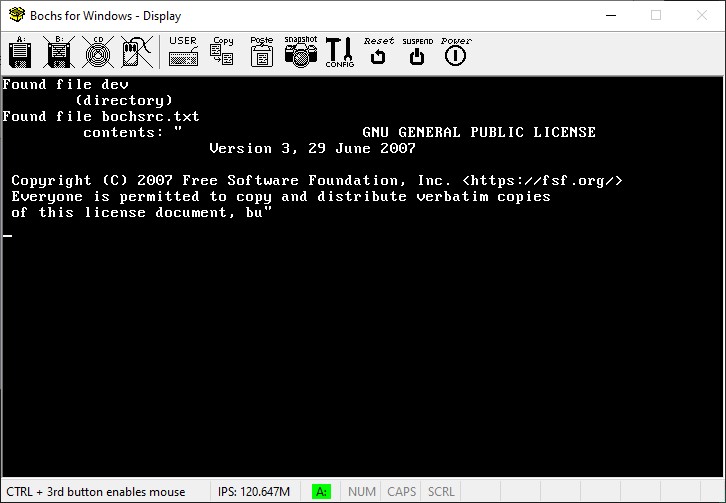 Bochs for Windows - Display
A: B: CD USER Copy Paste snapshot CONFIG Reset SUSPEND Power
Found file dev
(directory)
Found file bochsrc.txt
contents: " GNU GENERAL PUBLIC LICENSE
Version 3, 29 June 2007
Copyright (C) 2007 Free Software Foundation, Inc. <https://fsf.org/>
Everyone is permitted to copy and distribute verbatim copies
of this license document, bu"
CTRL + 3rd button enables mouse IPS: 120.647M A: NUM CAPS SCRL